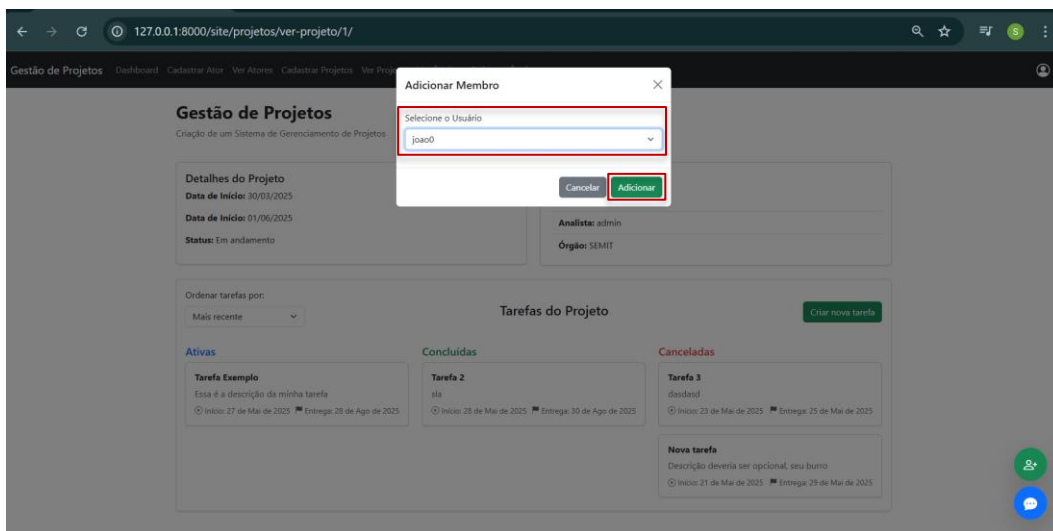 127.0.0.1:8000/site/projetos/ver-projeto/1/
S
Gestão de Projetos Dashboard Cadastrar Ator Ver Atores Cadastrar Projetos Ver
Adicionar Membro
Selecione o Usuário
joao0
Cancelar Adicionar
Gestão de Projetos
Criação de um Sistema de Gerenciamento de Projetos
Detalhes do Projeto
Data de Início: 30/03/2025
Data de Início: 01/06/2025
Status: Em andamento
Analista: admin
Órgão: SEMIT
Ordenar tarefas por:
Mais recente
Tarefas do Projeto
Criar nova tarefa
Ativas
Tarefa Exemplo
Essa é a descrição da minha tarefa
Início: 27 de Mai de 2025 Entrega: 28 de Ago de 2025
Concluídas
Tarefa 2
sla
Início: 28 de Mai de 2025 Entrega: 30 de Ago de 2025
Canceladas
Tarefa 3
dasdasd
Início: 23 de Mai de 2025 Entrega: 25 de Mai de 2025
Nova tarefa
Descrição deveria ser opcional, seu burro
Início: 21 de Mai de 2025 Entrega: 29 de Mai de 2025